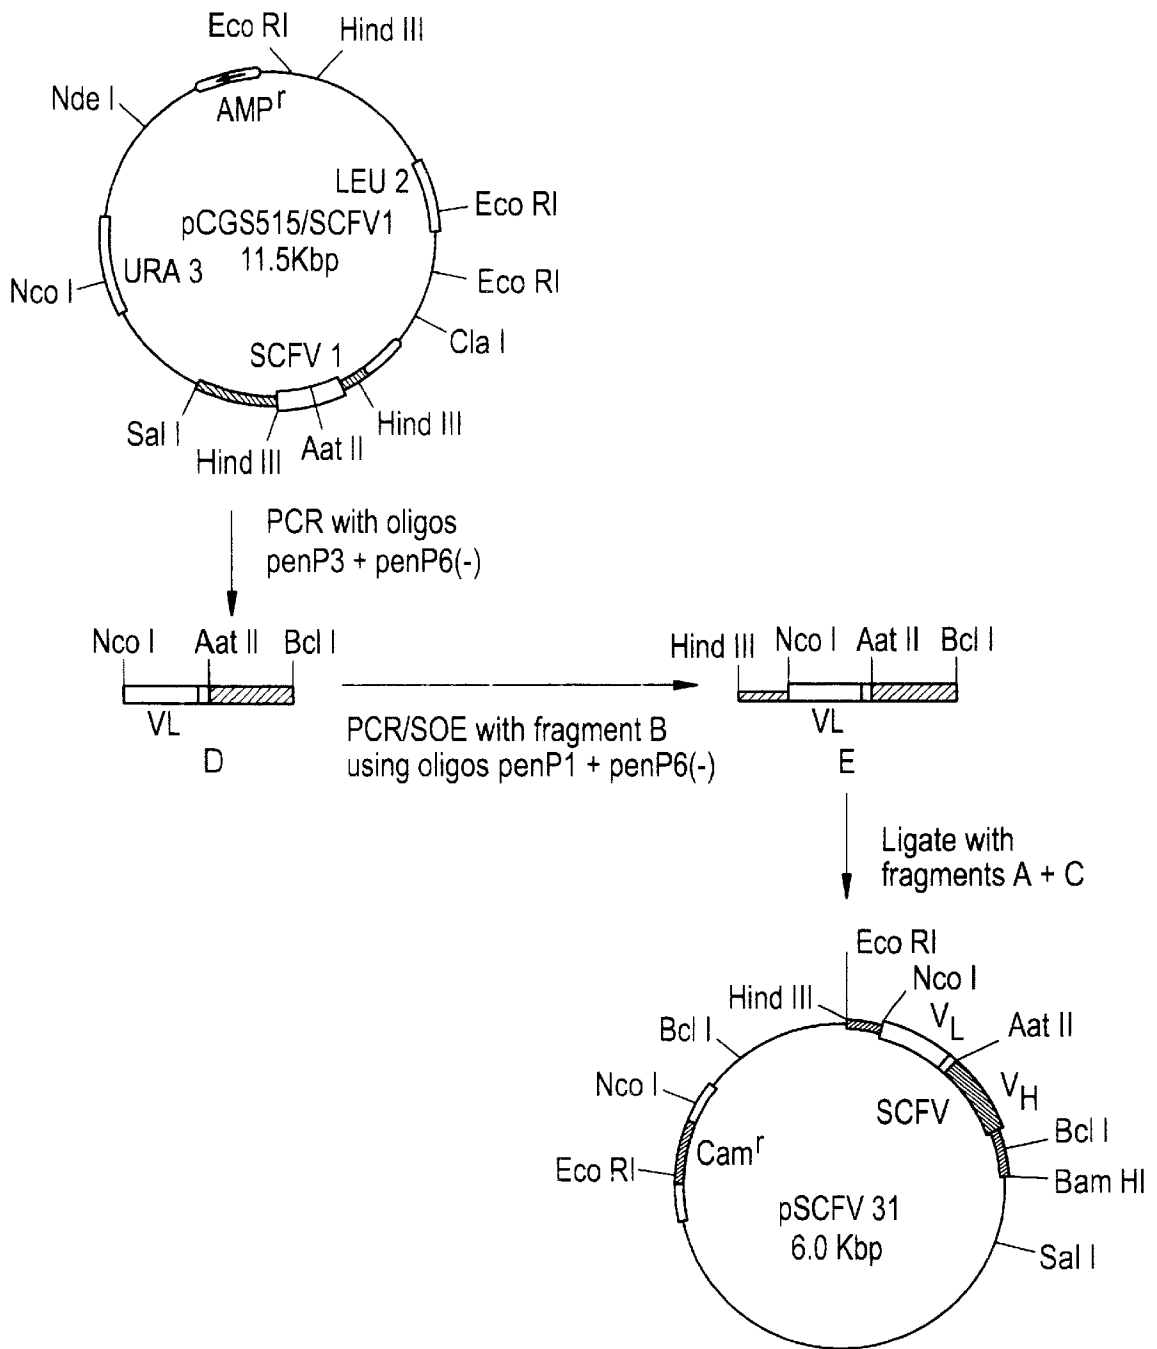 Eco RI
Hind III
Nde I
AMPr
LEU 2
Eco RI
pCGS515/SCFV1
11.5Kbp
URA 3
Eco RI
Nco I
Cla I
SCFV 1
Sal I
Hind III
Aat II
Hind III
PCR with oligos
penP3 + penP6(-)
Nco I
Aat II
Bcl I
VL
D
PCR/SOE with fragment B
using oligos penP1 + penP6(-)
Hind III
Nco I
Aat II
Bcl I
VL
E
Ligate with
fragments A + C
Eco RI
Nco I
Hind III
VL
Aat II
Bcl I
Nco I
VH
SCFV
Bcl I
Camr
Eco RI
Bam HI
pSCFV 31
6.0 Kbp
Sal I